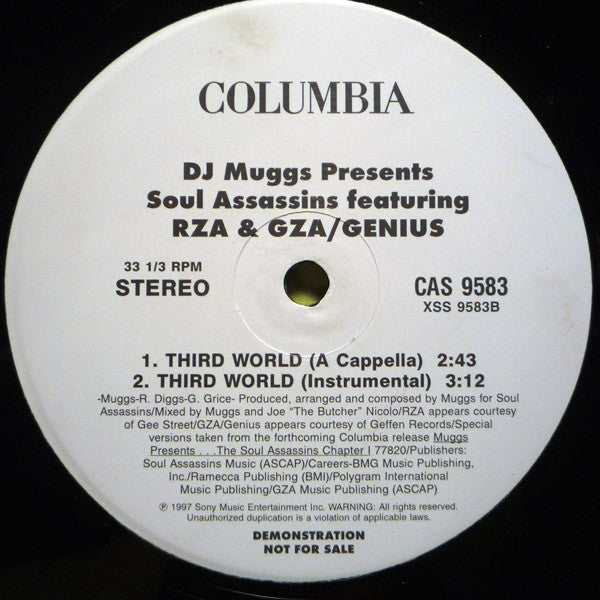 COLUMBIA
DJ Muggs Presents
Soul Assassins featuring
RZA & GZA/GENIUS
33 1/3 RPM
STEREO
CAS 9583
XSS 9583B
1. THIRD WORLD (A Cappella) 2:43
2. THIRD WORLD (Instrumental) 3:12
-Muggs-R. Diggs-G. Grice- Produced, arranged and composed by Muggs for Soul
Assassins/Mixed by Muggs and Joe "The Butcher" Nicolo/RZA appears courtesy
of Gee Street/GZA/Genius appears courtesy of Geffen Records/Special
versions taken from the forthcoming Columbia release Muggs
Presents . . .The Soul Assassins Chapter I 77820/Publishers:
Soul Assassins Music (ASCAP)/Careers-BMG Music Publishing,
Inc./Ramecca Publishing (BMI)/Polygram International
Music Publishing/GZA Music Publishing (ASCAP)
℗ 1997 Sony Music Entertainment Inc. WARNING: All rights reserved.
Unauthorized duplication is a violation of applicable laws.
DEMONSTRATION
NOT FOR SALE